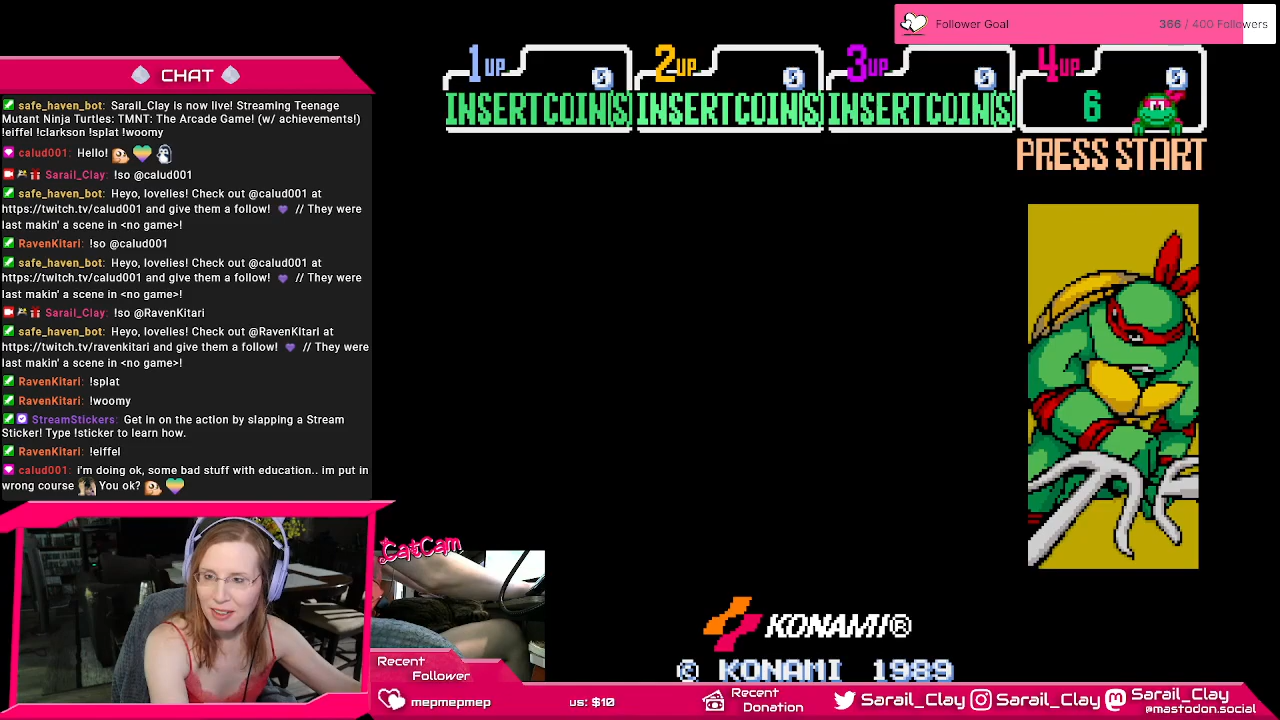 Follower Goal
366 / 400 Followers
CHAT
safe_haven_bot: Sarail_Clay is now live! Streaming Teenage
Mutant Ninja Turtles: TMNT: The Arcade Game! (w/ achievements!)
!eiffel !clarkson !splat !woomy
calud001: Hello!
Sarail_Clay: !so @calud001
safe_haven_bot: Heyo, lovelies! Check out @calud001 at
https://twitch.tv/calud001 and give them a follow! 💜 // They were
last makin' a scene in <no game>!
RavenKitari: !so @calud001
safe_haven_bot: Heyo, lovelies! Check out @calud001 at
https://twitch.tv/calud001 and give them a follow! 💜 // They were
last makin' a scene in <no game>!
Sarail_Clay: !so @RavenKitari
safe_haven_bot: Heyo, lovelies! Check out @RavenKitari at
https://twitch.tv/ravenkitari and give them a follow! 💜 // They were
last makin' a scene in <no game>!
RavenKitari: !splat
RavenKitari: !woomy
StreamStickers: Get in on the action by slapping a Stream
Sticker! Type !sticker to learn how.
RavenKitari: !eiffel
calud001: i'm doing ok, some bad stuff with education.. im put in
wrong course You ok?
1UP 0 2UP 0 3UP 0 4UP 0
INSERT COIN(S) INSERT COIN(S) INSERT COIN(S) 6
PRESS START
KONAMI®
© KONAMI 1989
CatCam
Recent
Follower
mepmepmep
us: $10
Recent
Donation
Sarail_Clay
Sarail_Clay
Sarail_Clay
@mastodon.social